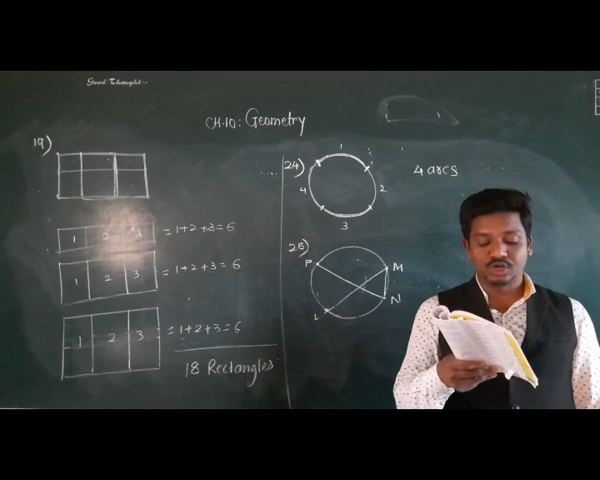 Good Thought:-
CH.10: Geometry
19)
1 2 3 = 1+2+3=6
1 2 3 = 1+2+3=6
1 2 3 = 1+2+3=6
18 Rectangles
24)
1
4 2
3
4 arcs
25)
P M
N
L